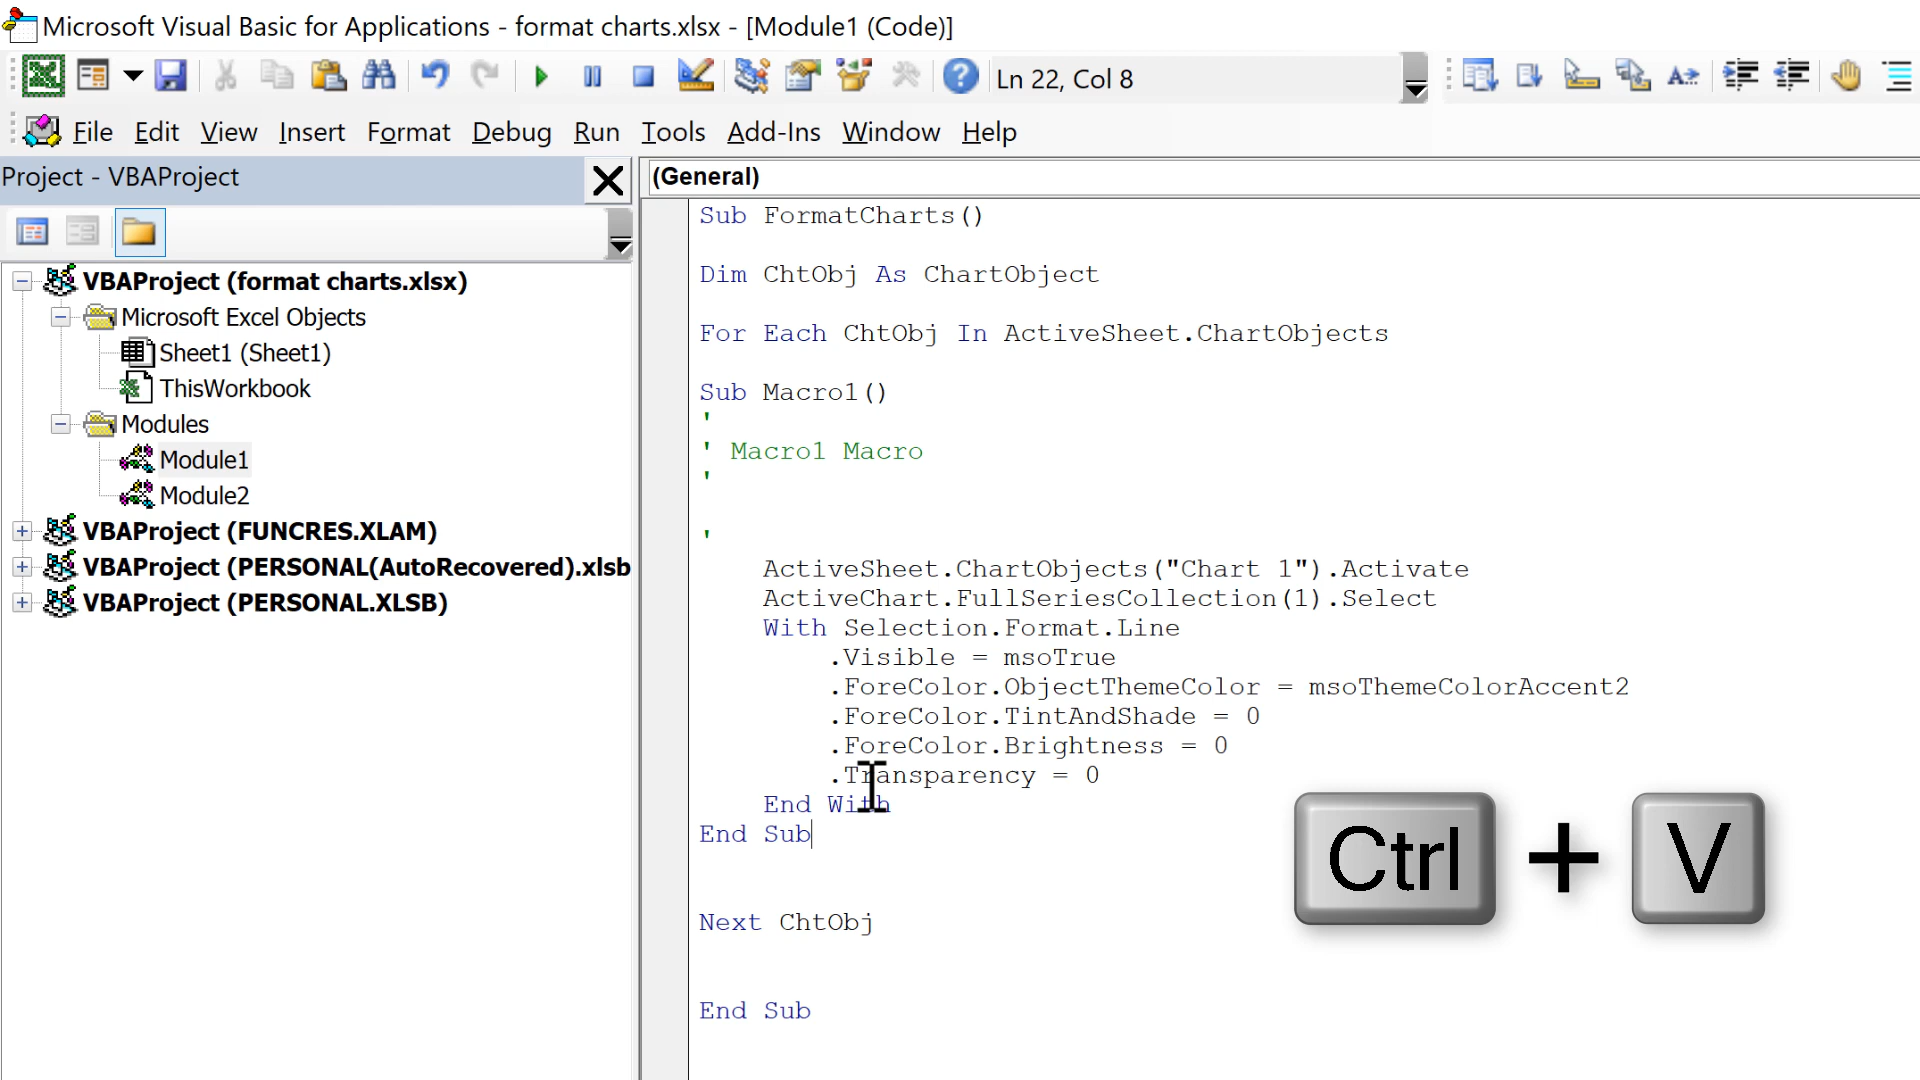 Microsoft Visual Basic for Applications - format charts.xlsx - [Module1 (Code)]
Ln 22, Col 8
File Edit View Insert Format Debug Run Tools Add-Ins Window Help
Project - VBAProject
(General)
VBAProject (format charts.xlsx)
Microsoft Excel Objects
Sheet1 (Sheet1)
ThisWorkbook
Modules
Module1
Module2
VBAProject (FUNCRES.XLAM)
VBAProject (PERSONAL(AutoRecovered).xlsb
VBAProject (PERSONAL.XLSB)
Sub FormatCharts()
Dim ChtObj As ChartObject
For Each ChtObj In ActiveSheet.ChartObjects
Sub Macro1()
'
' Macro1 Macro
'
'
ActiveSheet.ChartObjects("Chart 1").Activate
ActiveChart.FullSeriesCollection(1).Select
With Selection.Format.Line
.Visible = msoTrue
.ForeColor.ObjectThemeColor = msoThemeColorAccent2
.ForeColor.TintAndShade = 0
.ForeColor.Brightness = 0
.Transparency = 0
End With
End Sub
Next ChtObj
End Sub
Ctrl + V